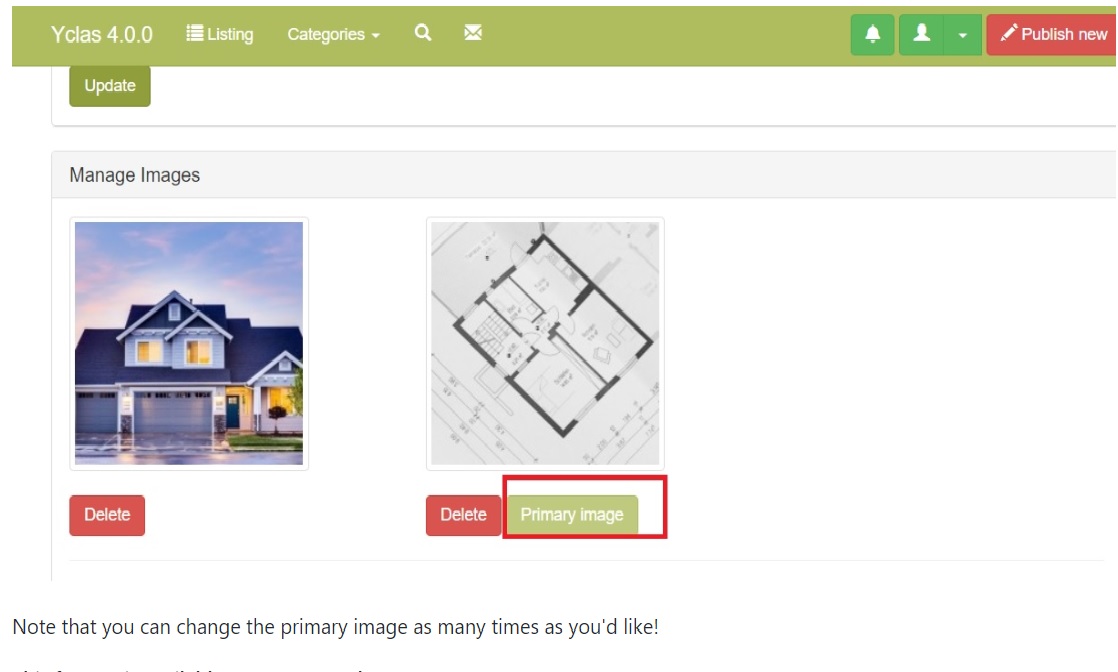 Yclas 4.0.0 Listing Categories Publish new
Update
Manage Images
Delete
Delete Primary image
Note that you can change the primary image as many times as you'd like!